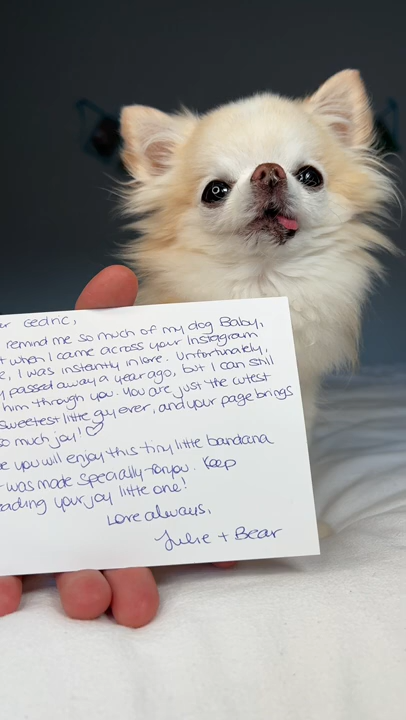 Cedric,
remind me so much of my dog Baby,
when I came across your Instagram
I was instantly in love. Unfortunately,
passed away a year ago, but I can still
him through you. You are just the cutest
sweetest little guy ever, and your page brings
so much joy! ♡
you will enjoy this tiny little bandana
was made specially for you. Keep
your joy little one!
Love always,
Julie + Bear